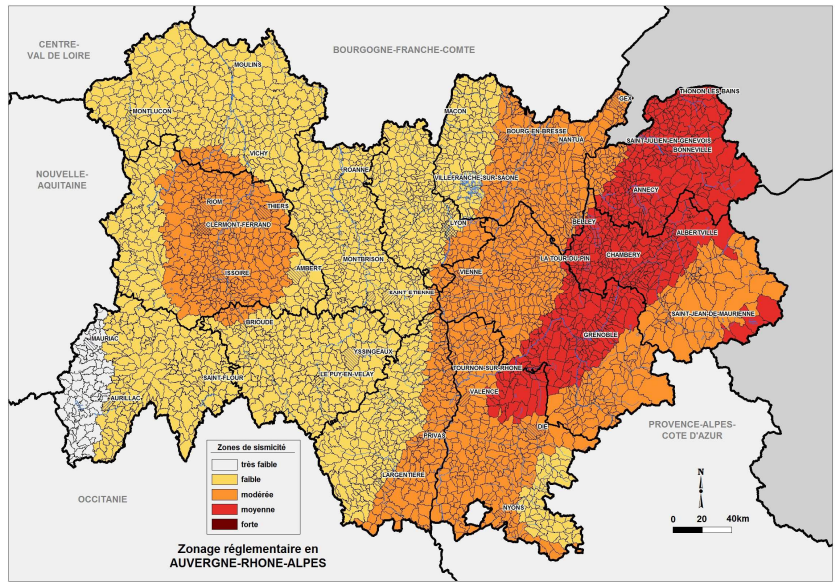 CENTRE-
VAL DE LOIRE
BOURGOGNE-FRANCHE-COMTE
MOULINS
THONON-LES-BAINS
GEX
MONTLUCON
MACON
BOURG-EN-BRESSE
NANTUA
SAINT-JULIEN-EN-GENEVOIS
BONNEVILLE
VICHY
NOUVELLE-
AQUITAINE
ROANNE
VILLEFRANCHE-SUR-SAONE
ANNECY
RIOM
THIERS
CLERMONT-FERRAND
LYON
BELLEY
ALBERTVILLE
CHAMBERY
LA TOUR-DU-PIN
MONTBRISON
AMBERT
ISSOIRE
VIENNE
SAINT-ETIENNE
SAINT-JEAN-DE-MAURIENNE
BRIOUDE
GRENOBLE
MAURIAC
YSSINGEAUX
TOURNON-SUR-RHONE
LE PUY-EN-VELAY
SAINT-FLOUR
AURILLAC
VALENCE
DIE
PRIVAS
PROVENCE-ALPES-
COTE D'AZUR
LARGENTIERE
NYONS
OCCITANIE
Zones de sismicité
très faible
faible
modérée
moyenne
forte
N
0 20 40km
Zonage réglementaire en
AUVERGNE-RHONE-ALPES